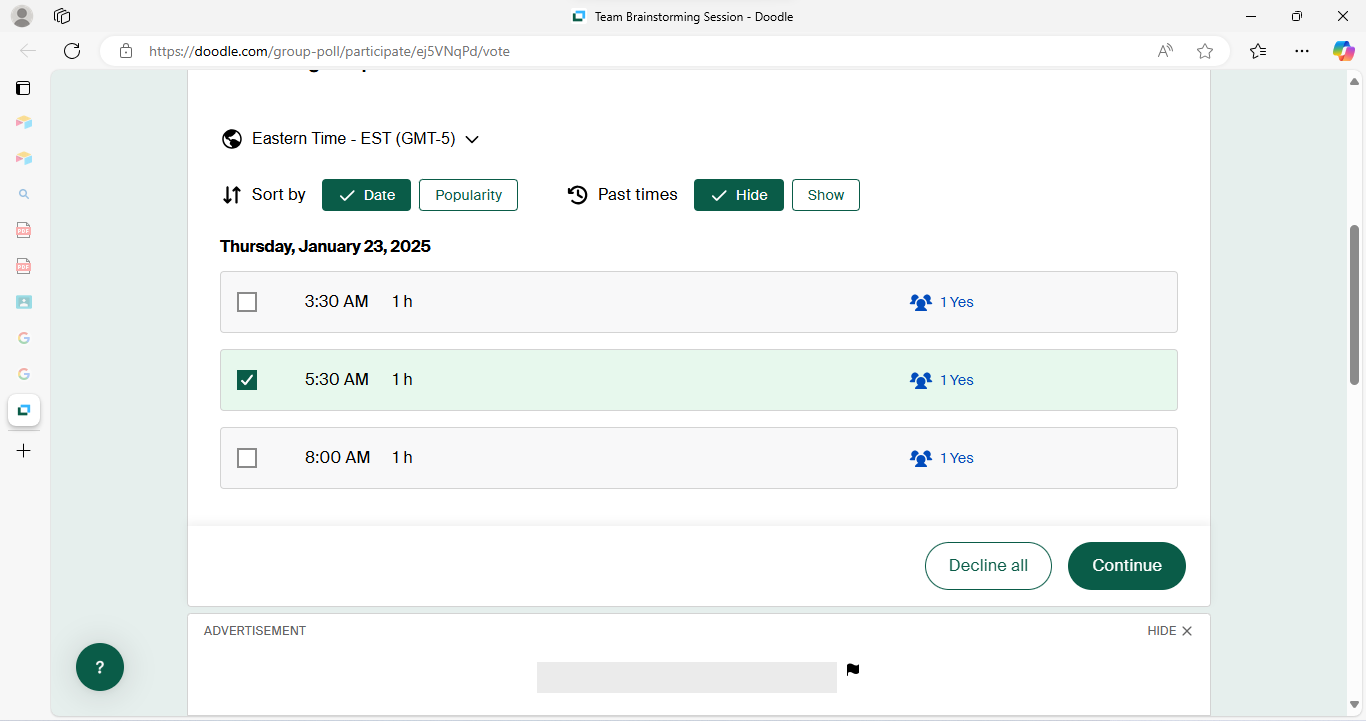 Team Brainstorming Session - Doodle
https://doodle.com/group-poll/participate/ej5VNqPd/vote
Eastern Time - EST (GMT-5)
Sort by Date Popularity Past times Hide Show
Thursday, January 23, 2025
3:30 AM 1 h 1 Yes
5:30 AM 1 h 1 Yes
8:00 AM 1 h 1 Yes
Decline all Continue
ADVERTISEMENT HIDE
?